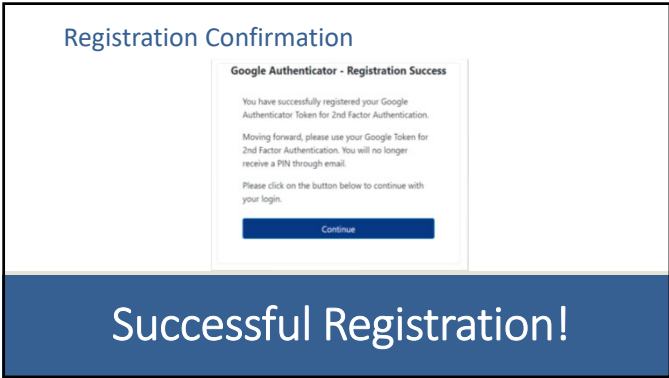 Registration Confirmation
Google Authenticator - Registration Success
You have successfully registered your Google
Authenticator Token for 2nd Factor Authentication.
Moving forward, please use your Google Token for
2nd Factor Authentication. You will no longer
receive a PIN through email.
Please click on the button below to continue with
your login.
Continue
Successful Registration!